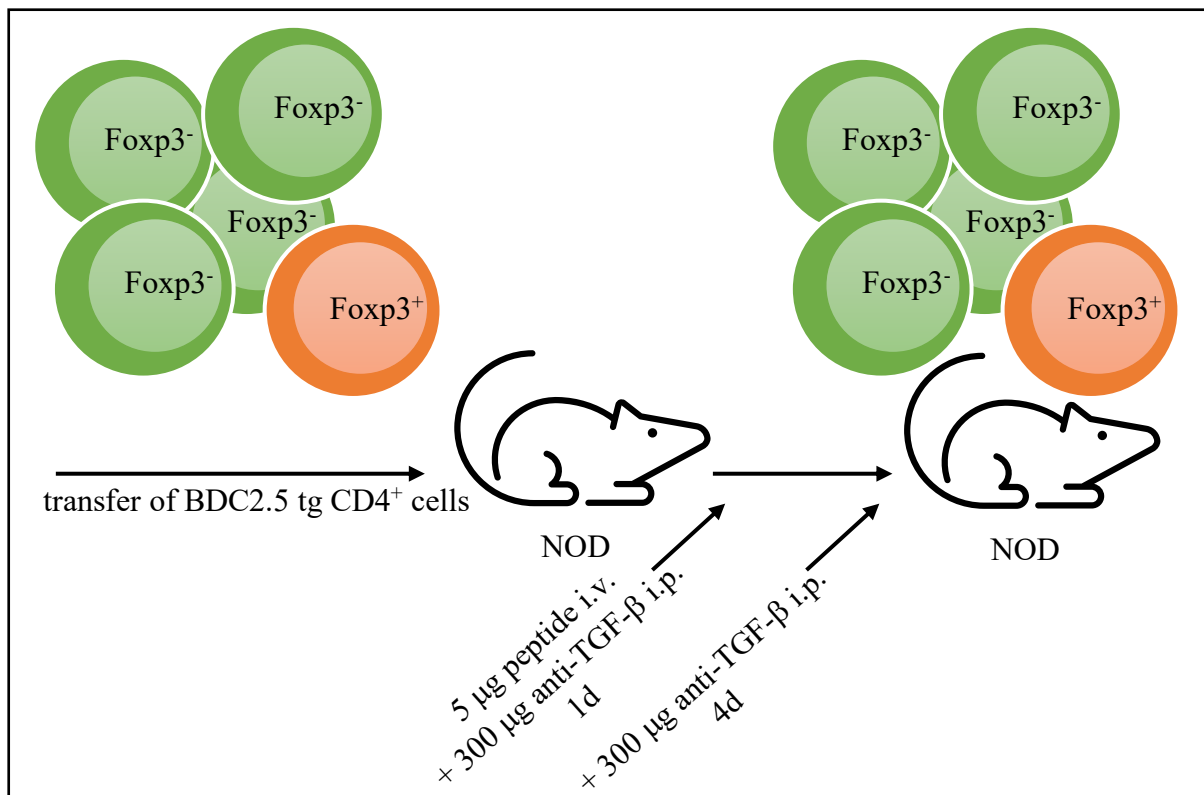 Foxp3⁻
Foxp3⁻
Foxp3⁻
Foxp3⁻
Foxp3⁺
transfer of BDC2.5 tg CD4⁺ cells
NOD
5 μg peptide i.v.
+ 300 μg anti-TGF-β i.p.
1d
+ 300 μg anti-TGF-β i.p.
4d
Foxp3⁻
Foxp3⁻
Foxp3⁻
Foxp3⁻
Foxp3⁺
NOD